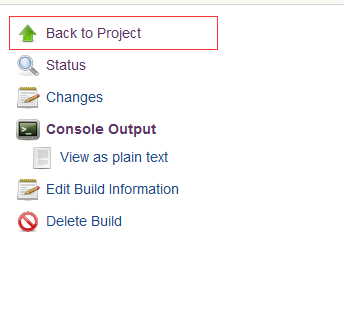 Back to Project
Status
Changes
Console Output
View as plain text
Edit Build Information
Delete Build